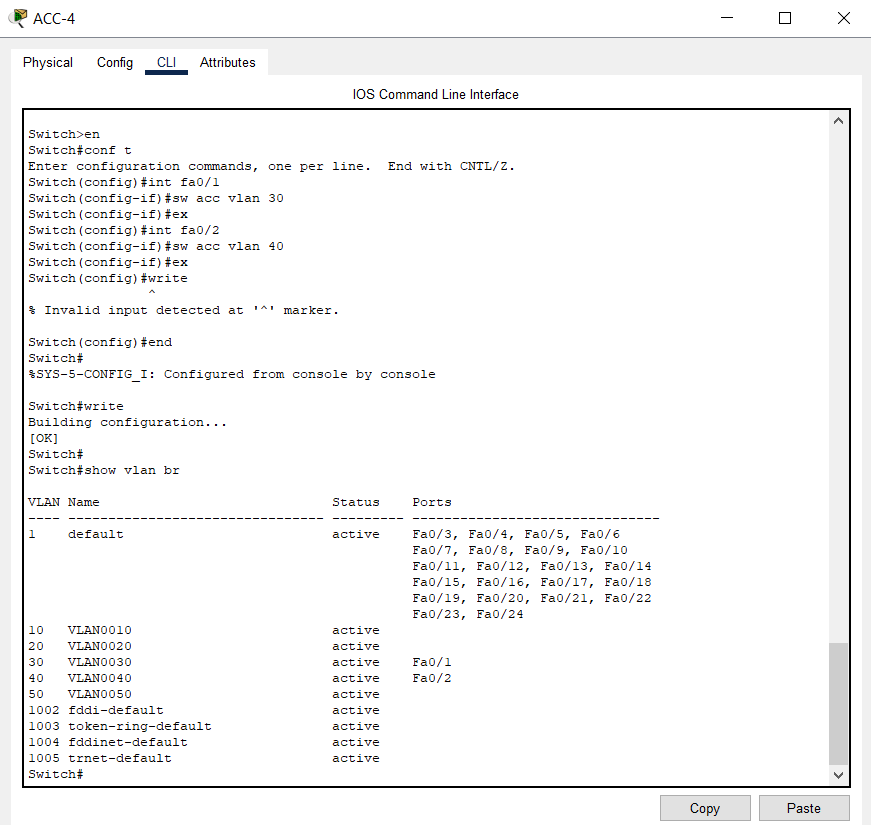 ACC-4
Physical Config CLI Attributes
IOS Command Line Interface
Switch>en
Switch#conf t
Enter configuration commands, one per line.  End with CNTL/Z.
Switch(config)#int fa0/1
Switch(config-if)#sw acc vlan 30
Switch(config-if)#ex
Switch(config)#int fa0/2
Switch(config-if)#sw acc vlan 40
Switch(config-if)#ex
Switch(config)#write
               ^
% Invalid input detected at '^' marker.
Switch(config)#end
Switch#
%SYS-5-CONFIG_I: Configured from console by console
Switch#write
Building configuration...
[OK]
Switch#
Switch#show vlan br
VLAN Name                             Status    Ports
---- -------------------------------- --------- -------------------------------
1    default                          active    Fa0/3, Fa0/4, Fa0/5, Fa0/6
                                                Fa0/7, Fa0/8, Fa0/9, Fa0/10
                                                Fa0/11, Fa0/12, Fa0/13, Fa0/14
                                                Fa0/15, Fa0/16, Fa0/17, Fa0/18
                                                Fa0/19, Fa0/20, Fa0/21, Fa0/22
                                                Fa0/23, Fa0/24
10   VLAN0010                         active
20   VLAN0020                         active
30   VLAN0030                         active    Fa0/1
40   VLAN0040                         active    Fa0/2
50   VLAN0050                         active
1002 fddi-default                     active
1003 token-ring-default               active
1004 fddinet-default                  active
1005 trnet-default                    active
Switch#
Copy Paste